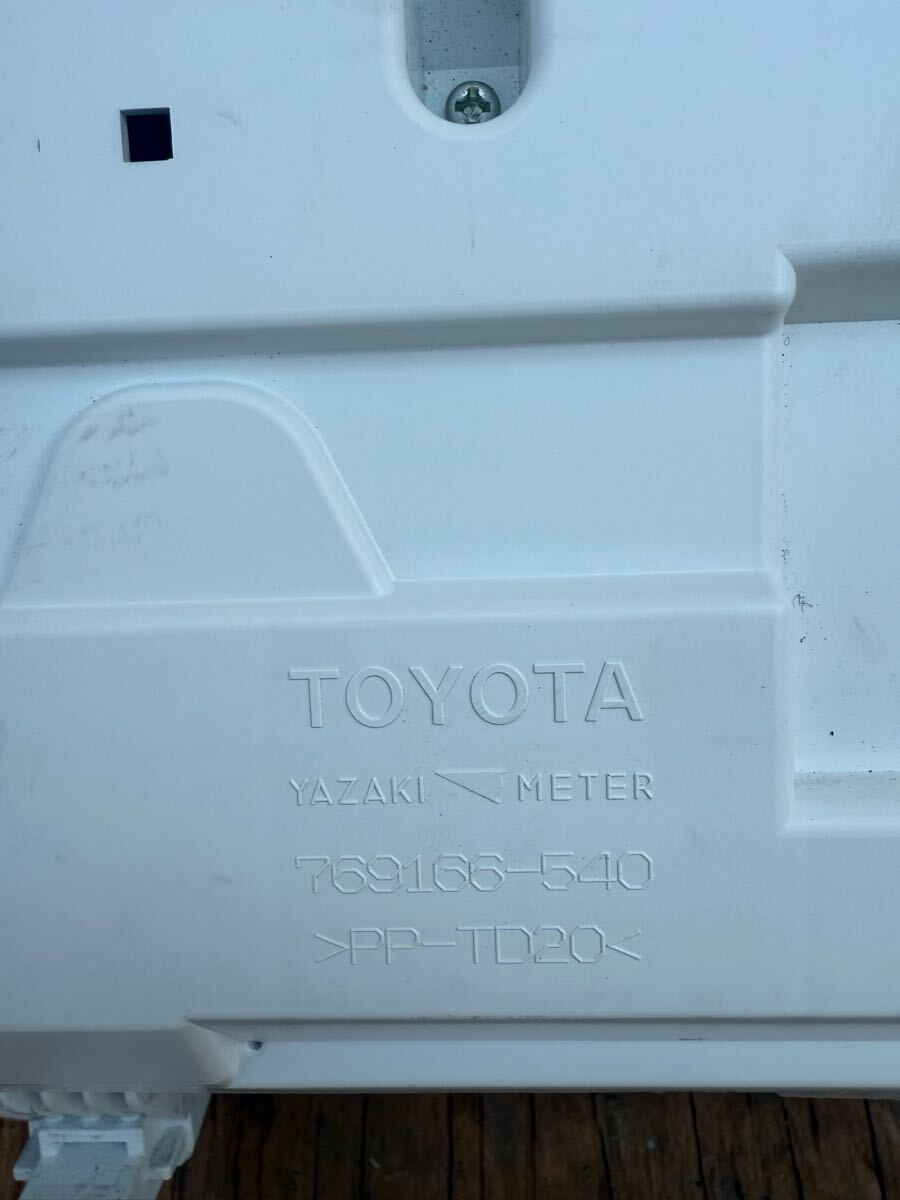 TOYOTA
YAZAKI METER
769166-540
>PP-TD20<